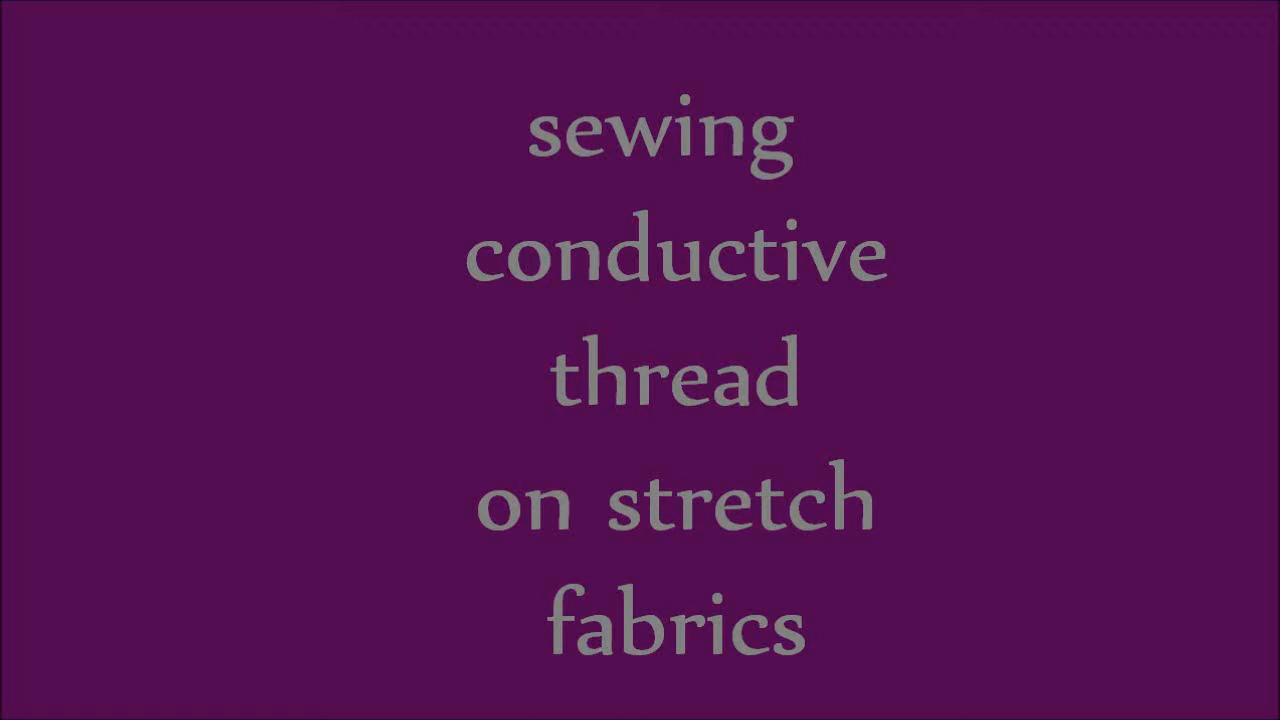 sewing
conductive
thread
on stretch
fabrics